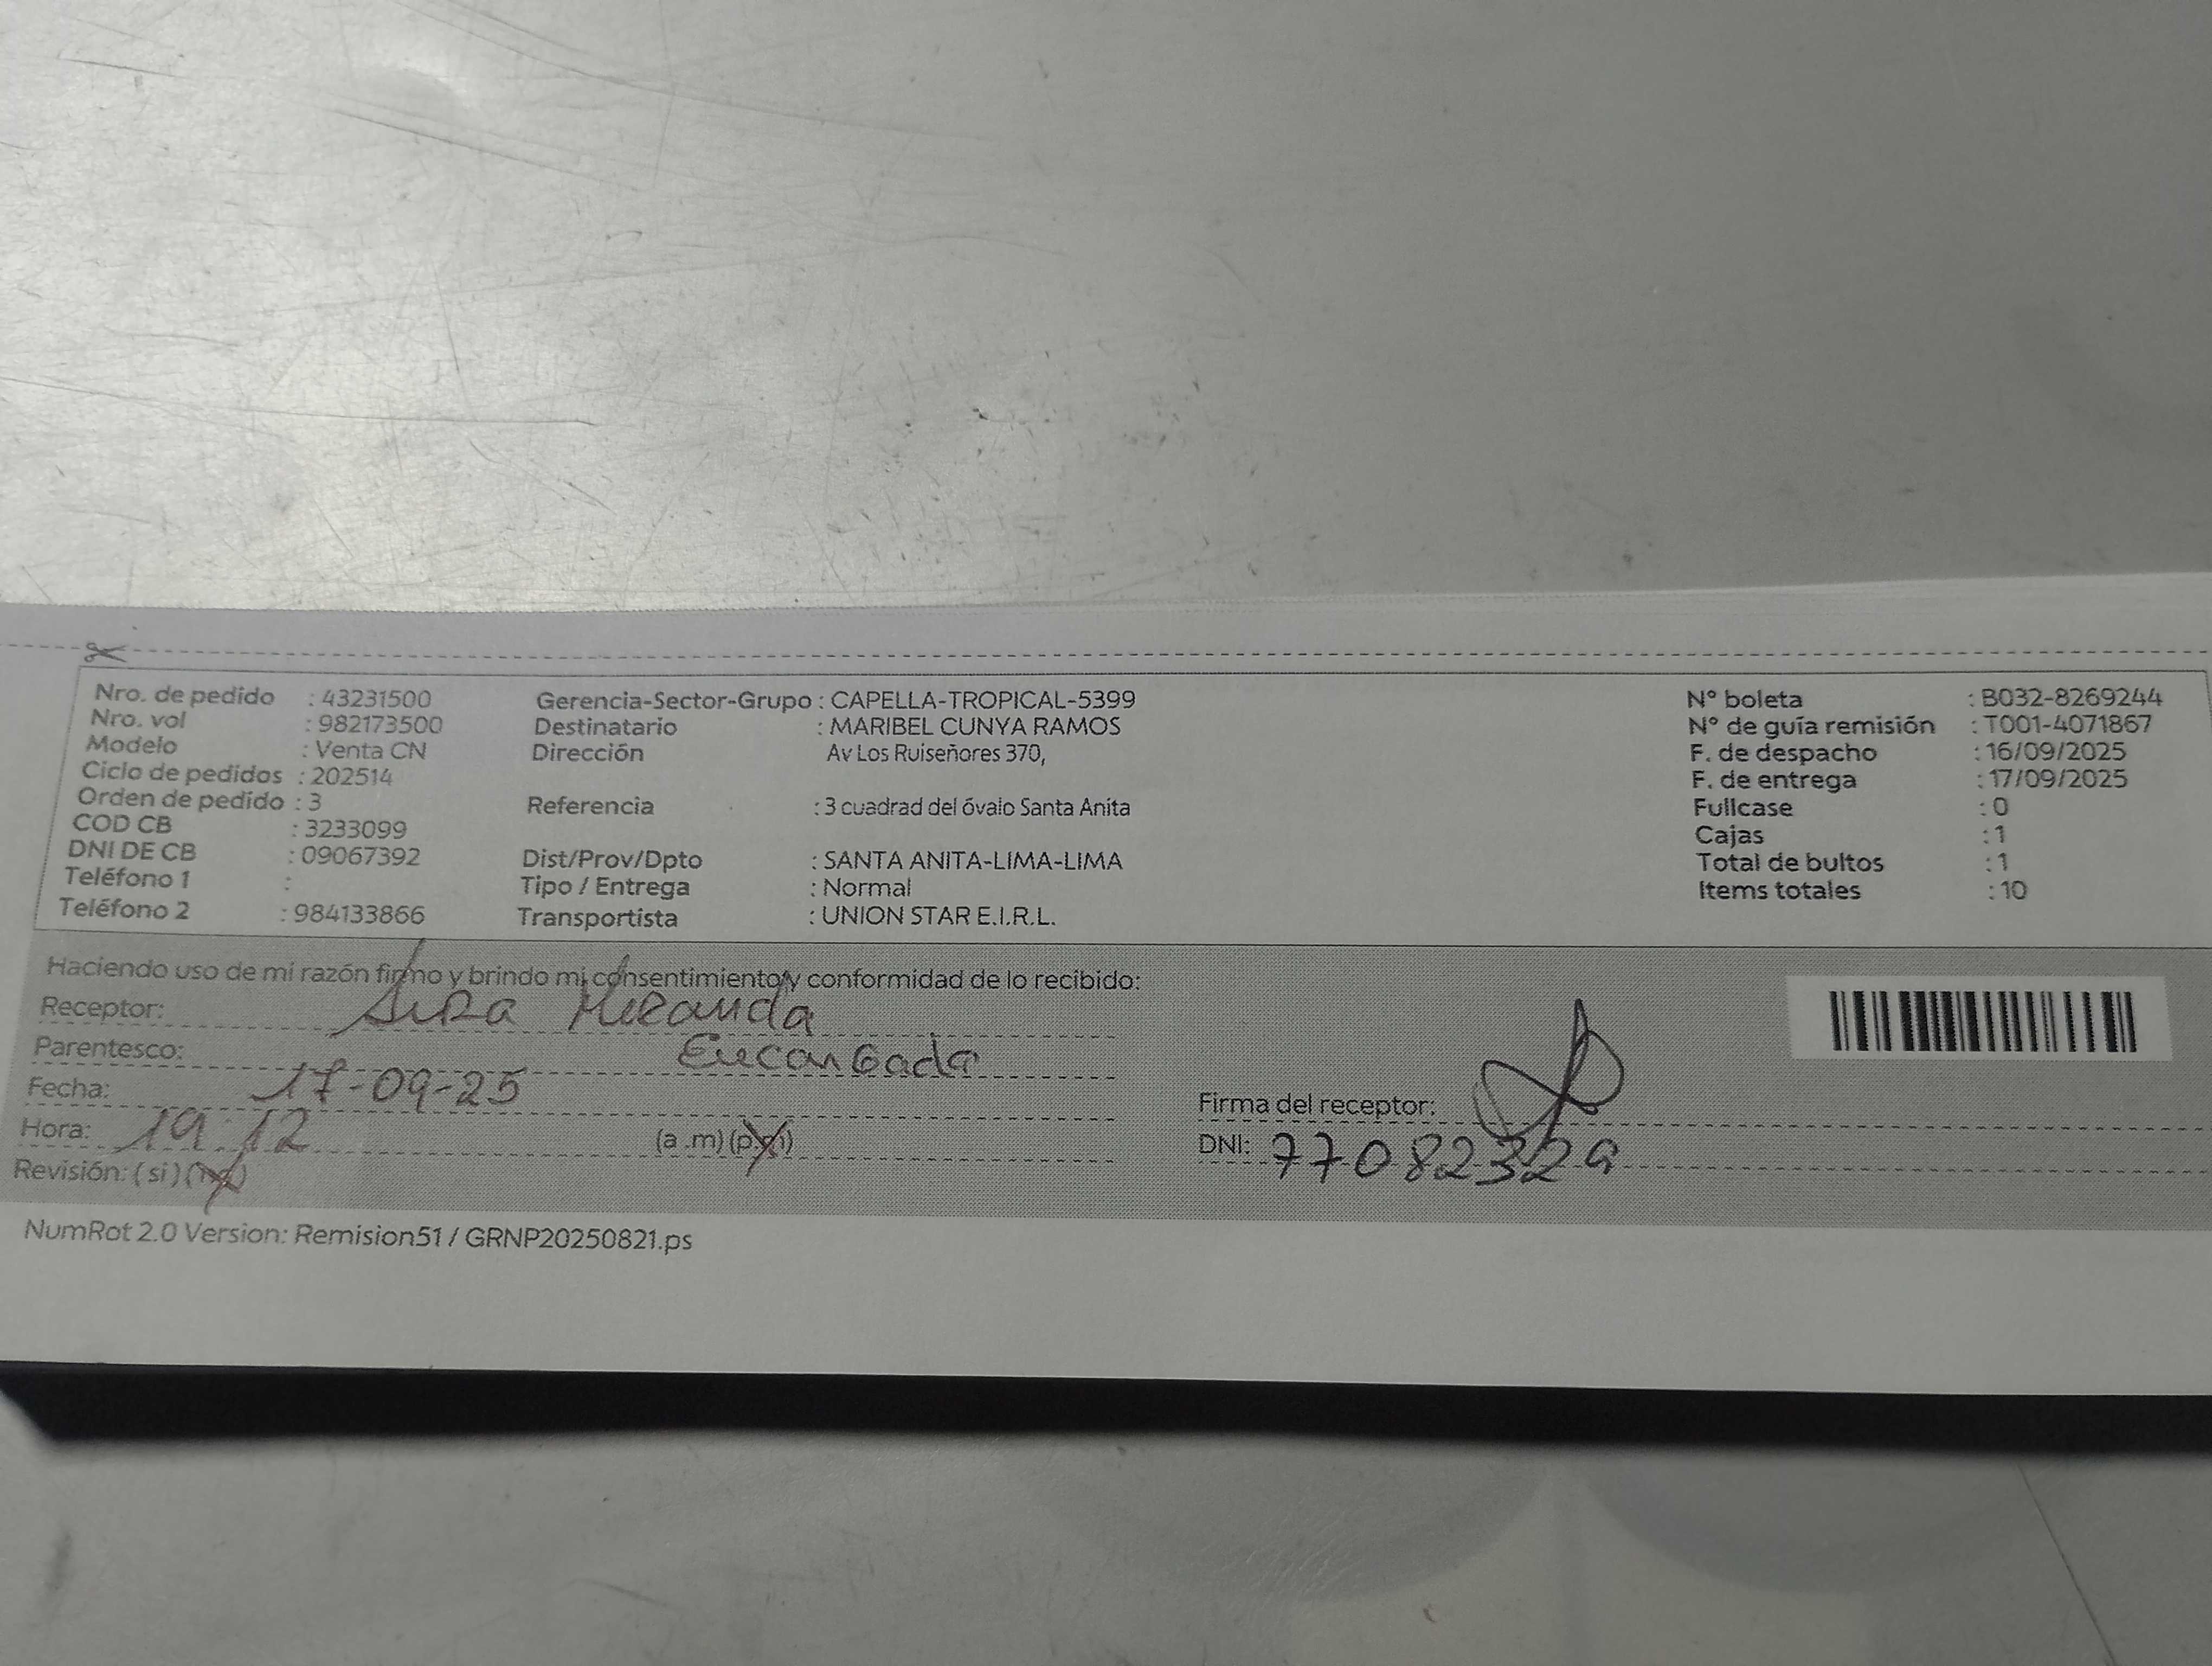 Nro. de pedido : 43231500
Nro. vol : 982173500
Modelo : Venta CN
Ciclo de pedidos : 202514
Orden de pedido : 3
COD CB : 3233099
DNI DE CB : 09067392
Teléfono 1 :
Teléfono 2 : 984133866
Gerencia-Sector-Grupo : CAPELLA-TROPICAL-5399
Destinatario : MARIBEL CUNYA RAMOS
Dirección Av Los Ruiseñores 370,
Referencia : 3 cuadrad del óvalo Santa Anita
Dist/Prov/Dpto : SANTA ANITA-LIMA-LIMA
Tipo / Entrega : Normal
Transportista : UNION STAR E.I.R.L.
N° boleta : B032-8269244
N° de guía remisión : T001-4071867
F. de despacho : 16/09/2025
F. de entrega : 17/09/2025
Fullcase : 0
Cajas : 1
Total de bultos : 1
Items totales : 10
Haciendo uso de mi razón firmo y brindo mi consentimiento y conformidad de lo recibido:
Receptor: Miranda
Parentesco: Encargada
Fecha: 17-09-25
Hora: 19:12 (a .m) (p.m)
Revisión: (si) (no)
Firma del receptor:
DNI: 77082329
NumRot 2.0 Version: Remision51 / GRNP20250821.ps